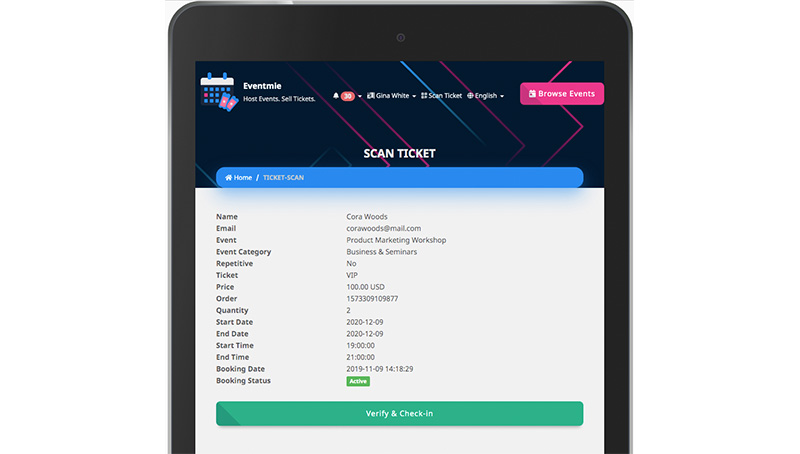 Eventmie
Host Events. Sell Tickets.
30 Gina White Scan Ticket English Browse Events
SCAN TICKET
Home / TICKET-SCAN
Name Cora Woods
Email corawoods@mail.com
Event Product Marketing Workshop
Event Category Business & Seminars
Repetitive No
Ticket VIP
Price 100.00 USD
Order 1573309109877
Quantity 2
Start Date 2020-12-09
End Date 2020-12-09
Start Time 19:00:00
End Time 21:00:00
Booking Date 2019-11-09 14:18:29
Booking Status Active
Verify & Check-in